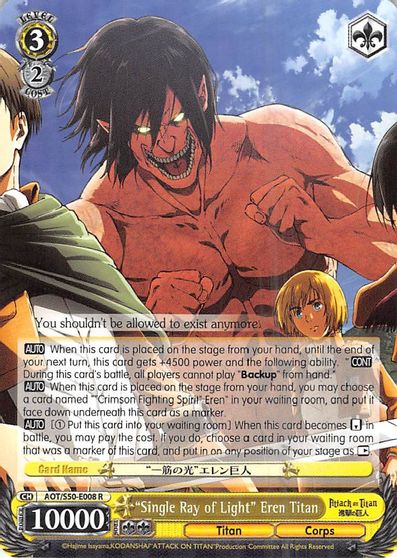 LEVEL
3
2
COST
You shouldn't be allowed to exist anymore.
AUTO When this card is placed on the stage from your hand, until the end of
your next turn, this card gets +4500 power and the following ability. "CONT
During this card's battle, all players cannot play "Backup" from hand."
AUTO When this card is placed on the stage from your hand, you may choose
a card named ""Crimson Fighting Spirit" Eren" in your waiting room, and put it
face down underneath this card as a marker.
AUTO [① Put this card into your waiting room] When this card becomes in
battle, you may pay the cost. If you do, choose a card in your waiting room
that was a marker of this card, and put in on any position of your stage as
Card Name
"一筋の光"エレン巨人
CH
AOT/S50-E008 R
"Single Ray of Light" Eren Titan
Attack on Titan
進撃の巨人
POWER
10000
Titan
Corps
©Hajime Isayama,KODANSHA/"ATTACK ON TITAN"Production Committee.All Rights Reserved.